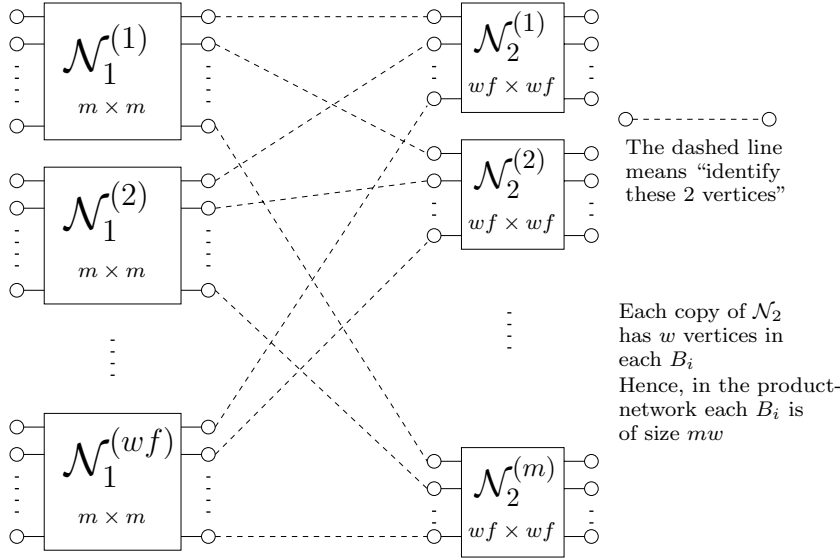 𝒩₁⁽¹⁾
m × m
𝒩₁⁽²⁾
m × m
𝒩₁⁽ʷᶠ⁾
m × m
𝒩₂⁽¹⁾
wf × wf
𝒩₂⁽²⁾
wf × wf
𝒩₂⁽ᵐ⁾
wf × wf
The dashed line
means “identify
these 2 vertices”
Each copy of 𝒩₂
has w vertices in
each Bᵢ
Hence, in the product-
network each Bᵢ is
of size mw